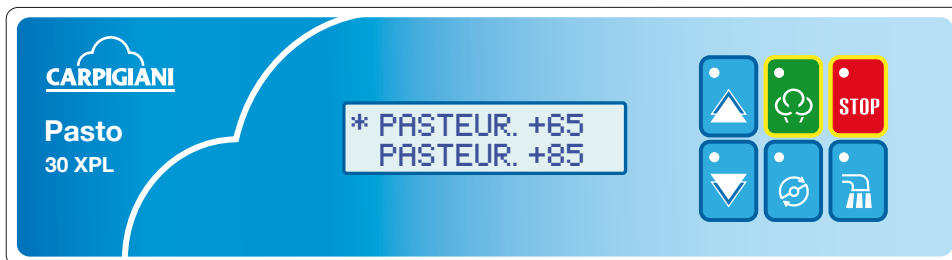 CARPIGIANI
Pasto
30 XPL
* PASTEUR. +65
PASTEUR. +85
STOP